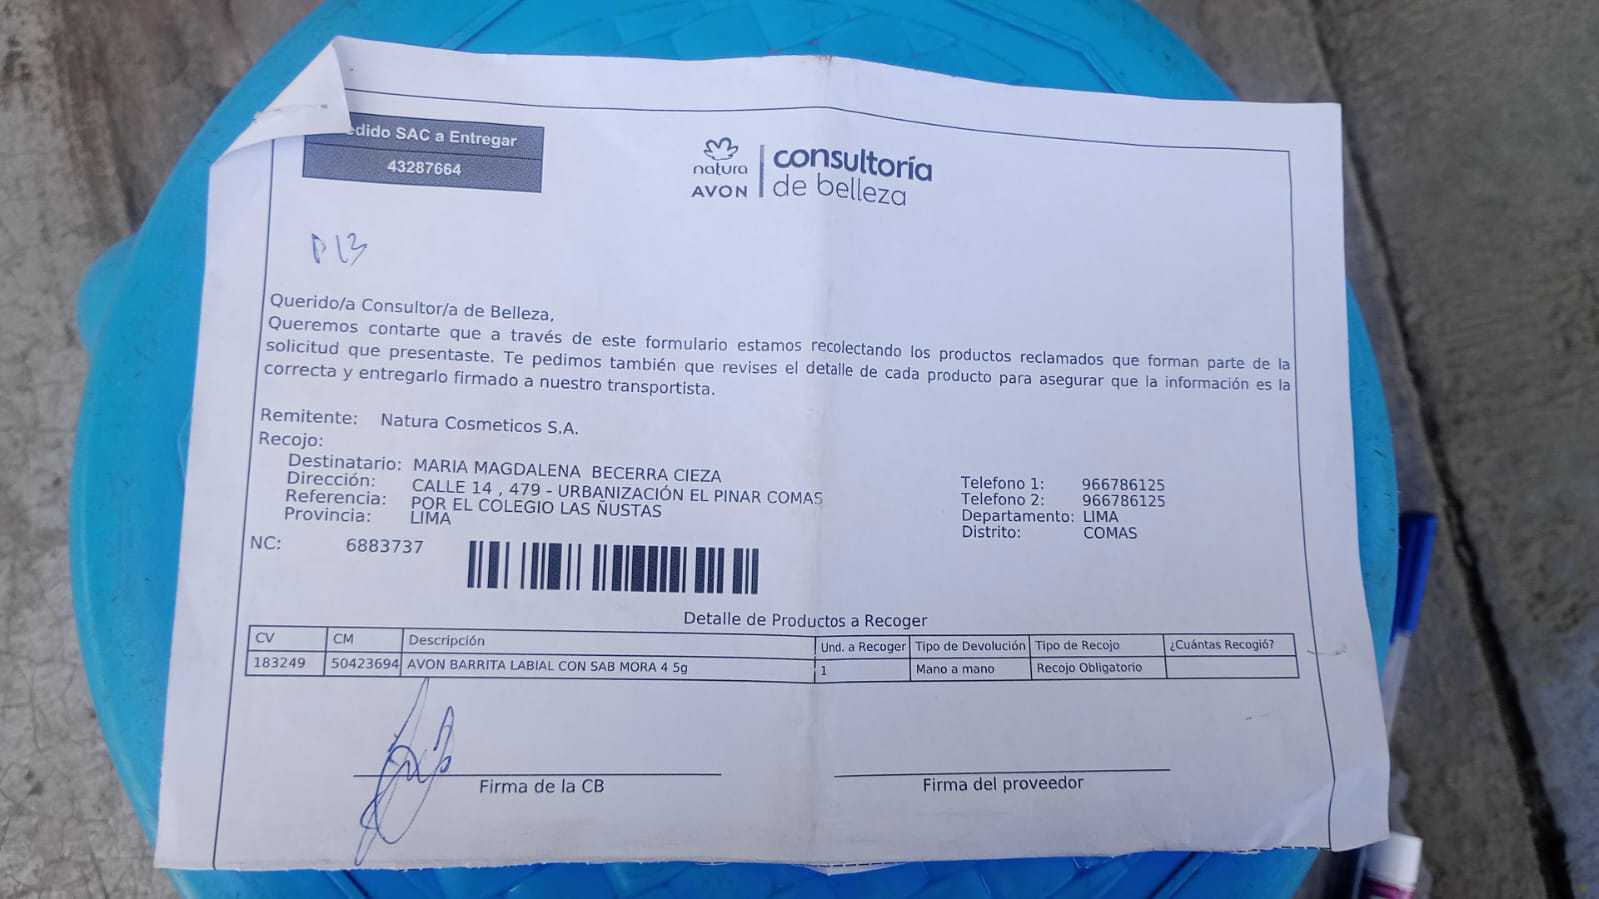 edido SAC a Entregar
43287664
natura
AVON
consultoría
de belleza
P13
Querido/a Consultor/a de Belleza,
Queremos contarte que a través de este formulario estamos recolectando los productos reclamados que forman parte de la
solicitud que presentaste. Te pedimos también que revises el detalle de cada producto para asegurar que la información es la
correcta y entregarlo firmado a nuestro transportista.
Remitente: Natura Cosmeticos S.A.
Recojo:
Destinatario: MARIA MAGDALENA BECERRA CIEZA Telefono 1: 966786125
Dirección: CALLE 14 , 479 - URBANIZACIÓN EL PINAR COMAS Telefono 2: 966786125
Referencia: POR EL COLEGIO LAS ÑUSTAS Departamento: LIMA
Provincia: LIMA Distrito: COMAS
NC: 6883737
Detalle de Productos a Recoger
CV CM Descripción Und. a Recoger Tipo de Devolución Tipo de Recojo ¿Cuántas Recogió?
183249 50423694 AVON BARRITA LABIAL CON SAB MORA 4 5g 1 Mano a mano Recojo Obligatorio
Firma de la CB Firma del proveedor